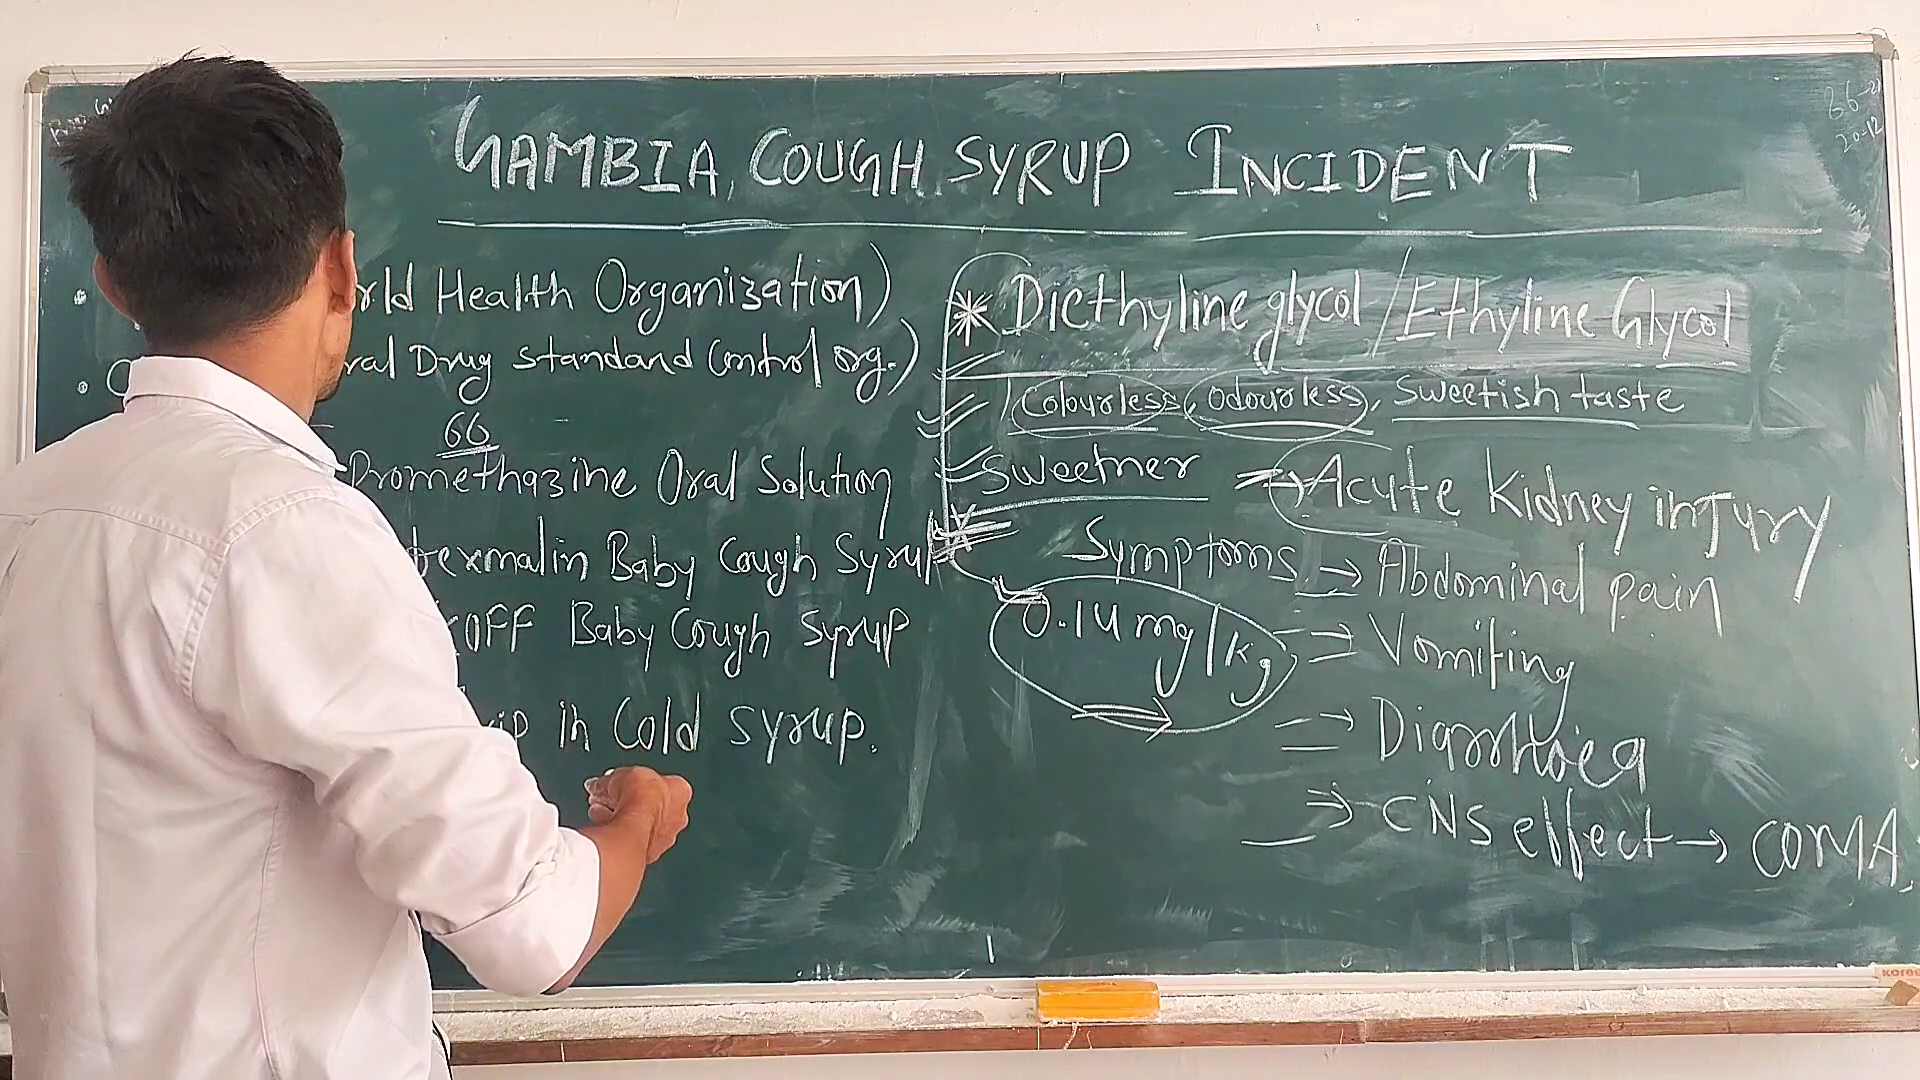 GAMBIA, COUGH SYRUP INCIDENT
rld Health Organization)
ral Drug standard Control org.)
66
Promethazine Oral Solution
exmalin Baby Cough Syrup
OFF Baby Cough Syrup
in Cold Syrup.
* Diethyline glycol / Ethyline Glycol
Colourless, Odourless, Sweetish taste
Sweetner → Acute Kidney injury
Symptoms → Abdominal pain
0.14 mg/kg → Vomiting
→ Diarrhoea
→ CNS effect → COMA.